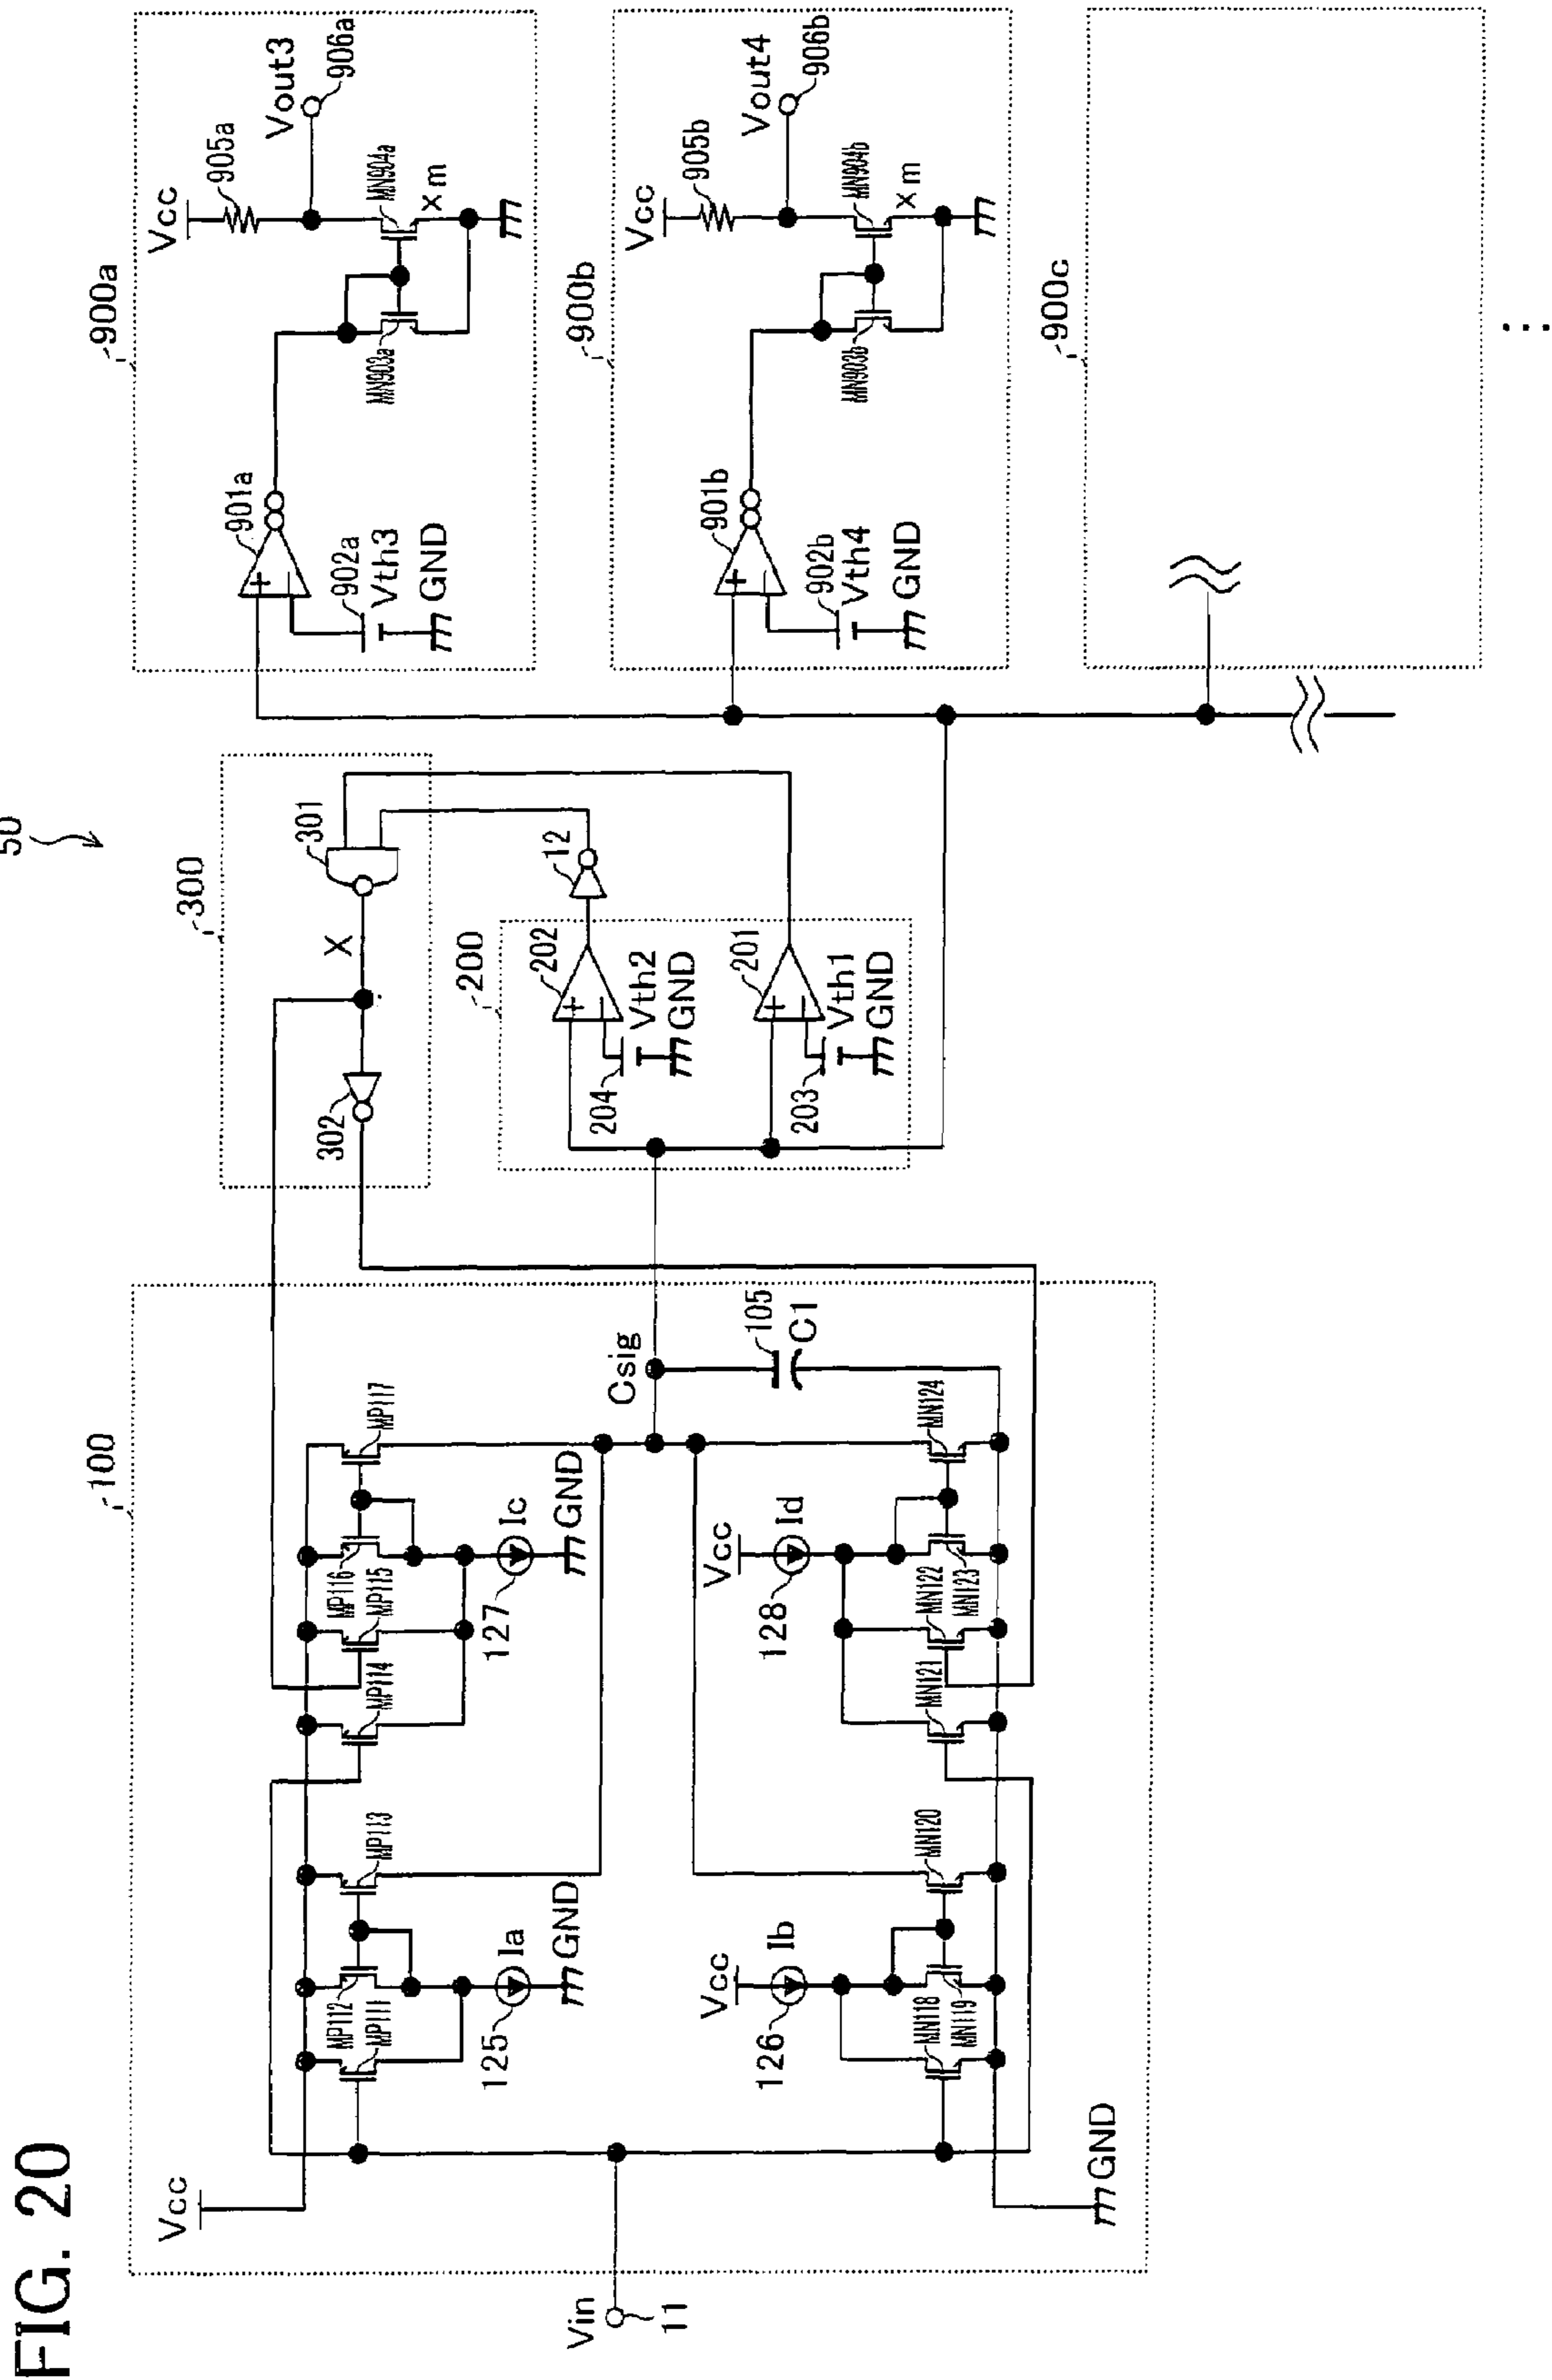 FIG. 20
50
Vcc
Vin
11
GND
100
MP111
MP112
MP113
125
Ia
GND
MP114
MP115
MP116
MP117
127
Ic
GND
Vcc
126
Ib
MN118
MN119
MN120
Vcc
128
Id
MN121
MN122
MN123
MN124
Csig
105
C1
300
302
X
301
200
204
202
Vth2
GND
203
201
Vth1
GND
12
900a
901a
902a
Vth3
GND
MN903a
Vcc
905a
MN904a
x m
Vout3
906a
900b
901b
902b
Vth4
GND
MN903b
Vcc
905b
MN904b
x m
Vout4
906b
900c
...